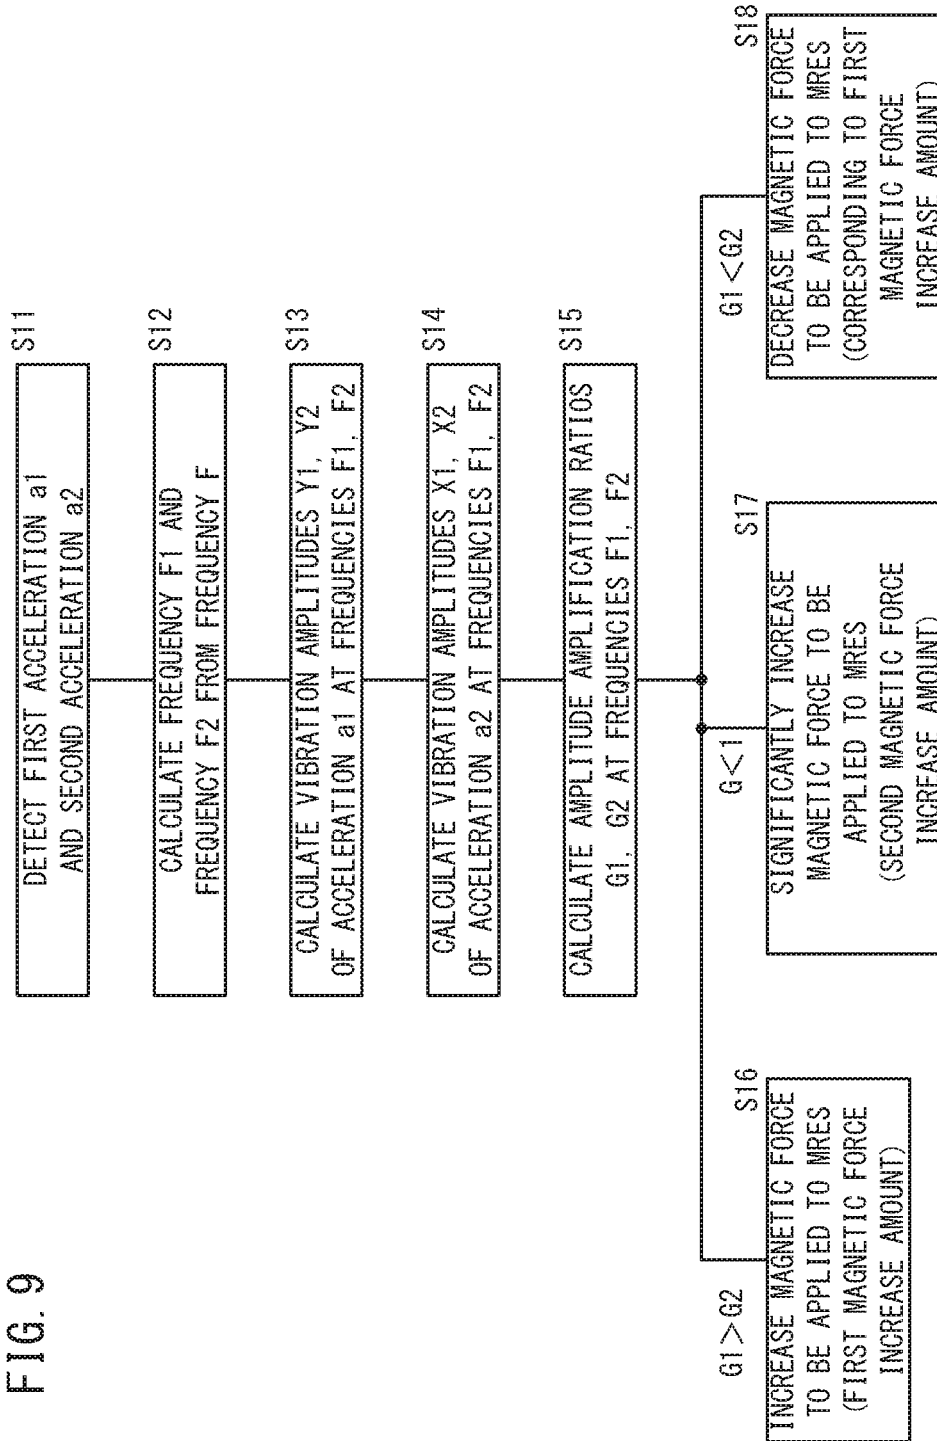 FIG. 9
S11
DETECT FIRST ACCELERATION a1
AND SECOND ACCELERATION a2
S12
CALCULATE FREQUENCY F1 AND
FREQUENCY F2 FROM FREQUENCY F
S13
CALCULATE VIBRATION AMPLITUDES Y1, Y2
OF ACCELERATION a1 AT FREQUENCIES F1, F2
S14
CALCULATE VIBRATION AMPLITUDES X1, X2
OF ACCELERATION a2 AT FREQUENCIES F1, F2
S15
CALCULATE AMPLITUDE AMPLIFICATION RATIOS
G1, G2 AT FREQUENCIES F1, F2
G1>G2
S16
INCREASE MAGNETIC FORCE
TO BE APPLIED TO MRES
(FIRST MAGNETIC FORCE
INCREASE AMOUNT)
G<1
S17
SIGNIFICANTLY INCREASE
MAGNETIC FORCE TO BE
APPLIED TO MRES
(SECOND MAGNETIC FORCE
INCREASE AMOUNT)
G1<G2
S18
DECREASE MAGNETIC FORCE
TO BE APPLIED TO MRES
(CORRESPONDING TO FIRST
MAGNETIC FORCE
INCREASE AMOUNT)